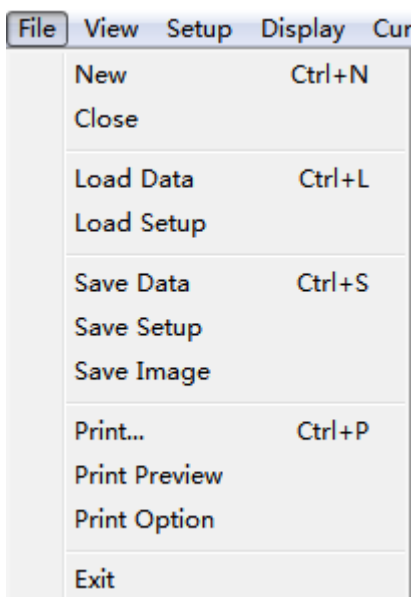 File View Setup Display Cur
New Ctrl+N
Close
Load Data Ctrl+L
Load Setup
Save Data Ctrl+S
Save Setup
Save Image
Print... Ctrl+P
Print Preview
Print Option
Exit